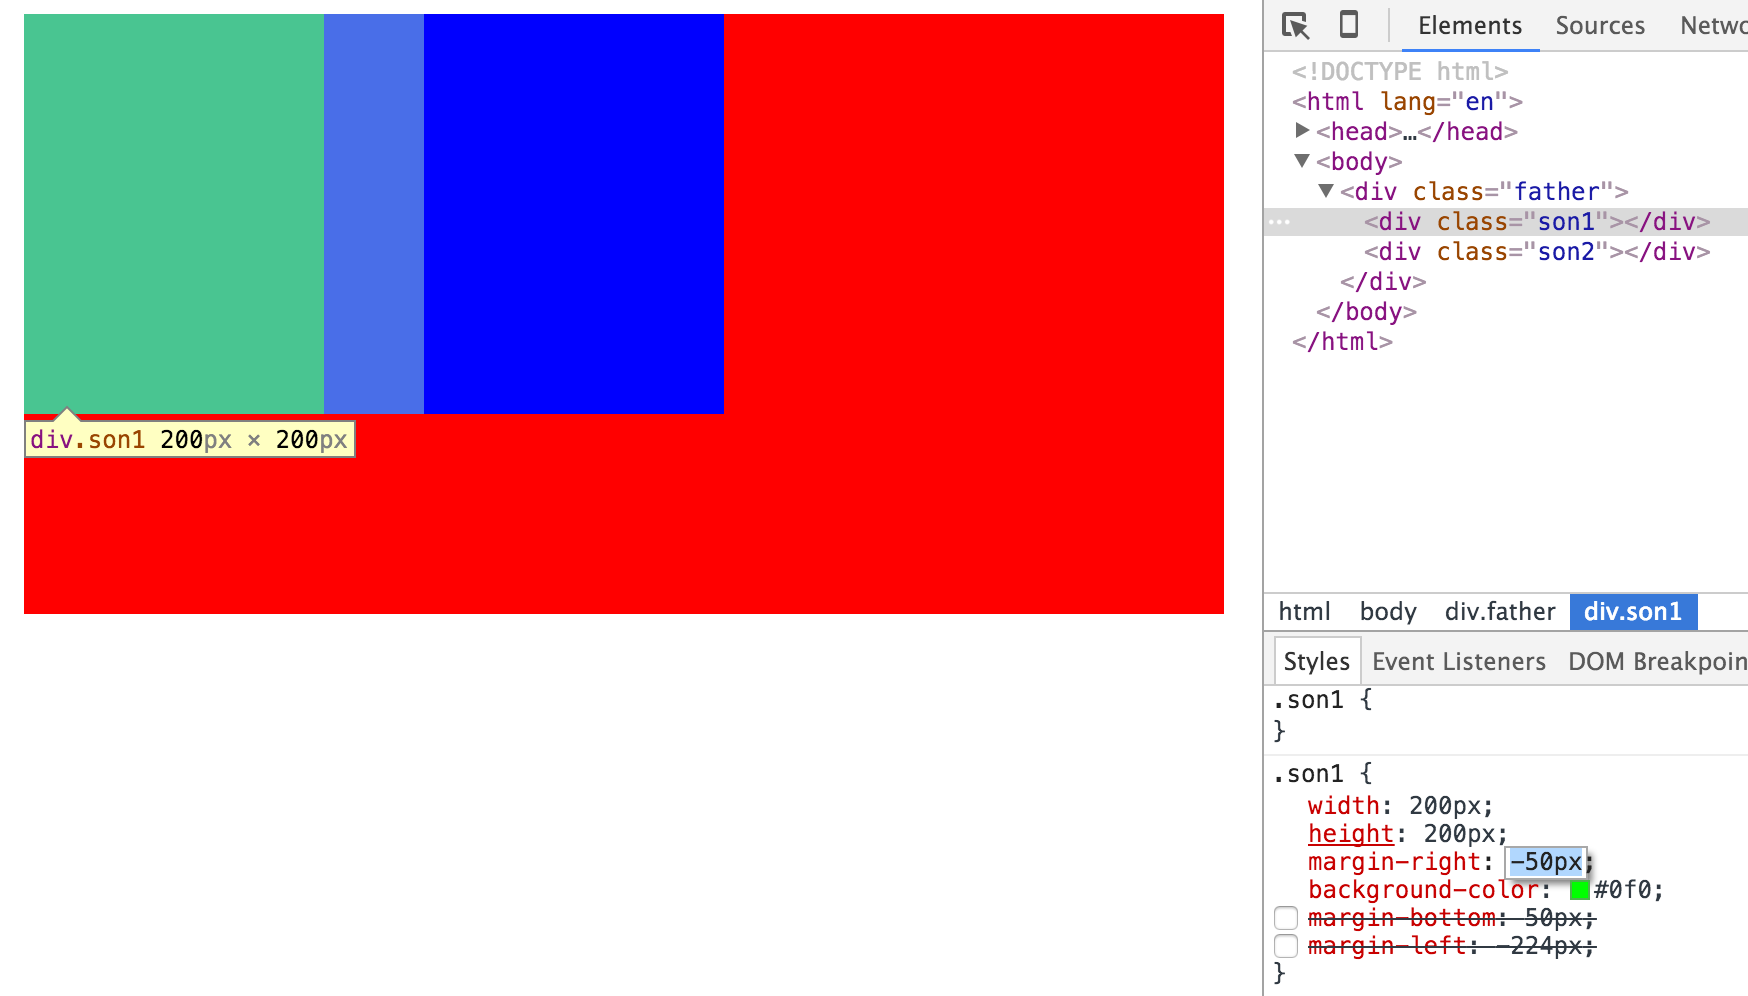 div.son1 200px × 200px
Elements Sources Netwo
<!DOCTYPE html>
<html lang="en">
<head>…</head>
<body>
<div class="father">
<div class="son1"></div>
<div class="son2"></div>
</div>
</body>
</html>
html body div.father div.son1
Styles Event Listeners DOM Breakpoin
.son1 {
}
.son1 {
width: 200px;
height: 200px;
margin-right: -50px;
background-color: #0f0;
margin-bottom: 50px;
margin-left: -224px;
}